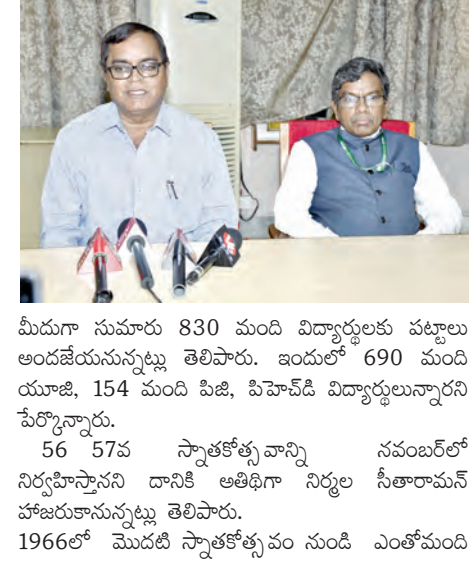 మీదుగా సుమారు 830 మంది విద్యార్థులకు పట్టాలు
అందజేయనున్నట్లు తెలిపారు. ఇందులో 690 మంది
యూజి, 154 మంది పిజి, పిహెచ్‌డి విద్యార్థులున్నారని
పేర్కొన్నారు.
56 57వ స్నాతకోత్సవాన్ని నవంబర్‌లో
నిర్వహిస్తానని దానికి అతిథిగా నిర్మల సీతారామన్
హాజరుకానున్నట్లు తెలిపారు.
1966లో మొదటి స్నాతకోత్సవం నుండి ఎంతోమంది